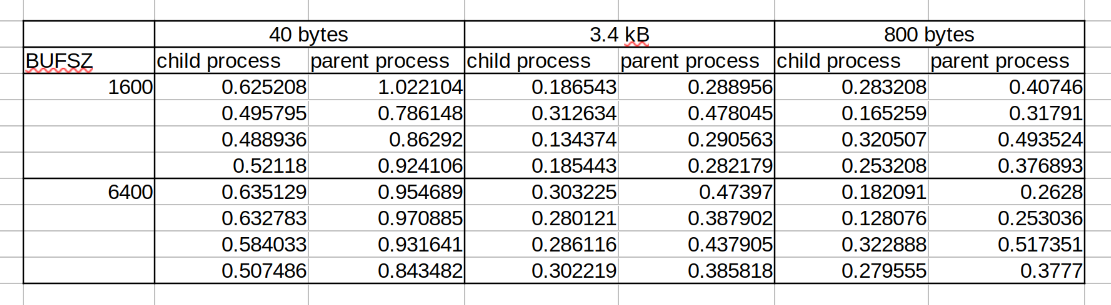 40 bytes 3.4 kB 800 bytes
BUFSZ child process parent process child process parent process child process parent process
1600 0.625208 1.022104 0.186543 0.288956 0.283208 0.40746
0.495795 0.786148 0.312634 0.478045 0.165259 0.31791
0.488936 0.86292 0.134374 0.290563 0.320507 0.493524
0.52118 0.924106 0.185443 0.282179 0.253208 0.376893
6400 0.635129 0.954689 0.303225 0.47397 0.182091 0.2628
0.632783 0.970885 0.280121 0.387902 0.128076 0.253036
0.584033 0.931641 0.286116 0.437905 0.322888 0.517351
0.507486 0.843482 0.302219 0.385818 0.279555 0.3777